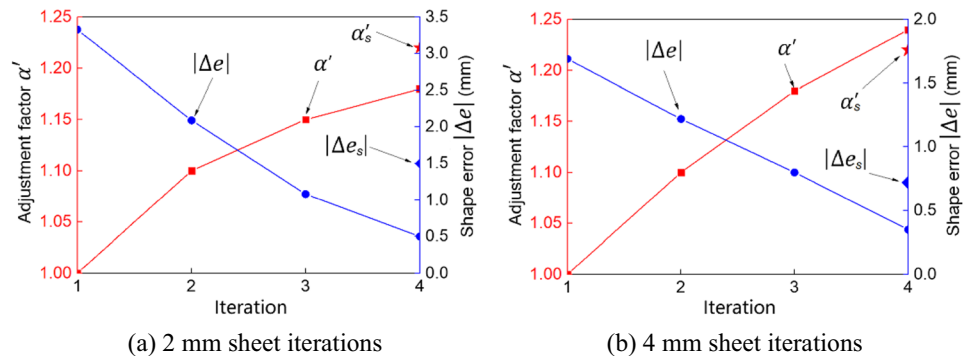 Adjustment factor α′
1.25
1.20
1.15
1.10
1.05
1.00
|Δe|
α′
α′s
|Δes|
3.5
3.0
2.5
2.0
1.5
1.0
0.5
0.0
Shape error |Δe| (mm)
1 2 3 4
Iteration
(a) 2 mm sheet iterations
Adjustment factor α′
1.25
1.20
1.15
1.10
1.05
1.00
|Δe|
α′
α′s
|Δes|
2.0
1.5
1.0
0.5
0.0
Shape error |Δe| (mm)
1 2 3 4
Iteration
(b) 4 mm sheet iterations